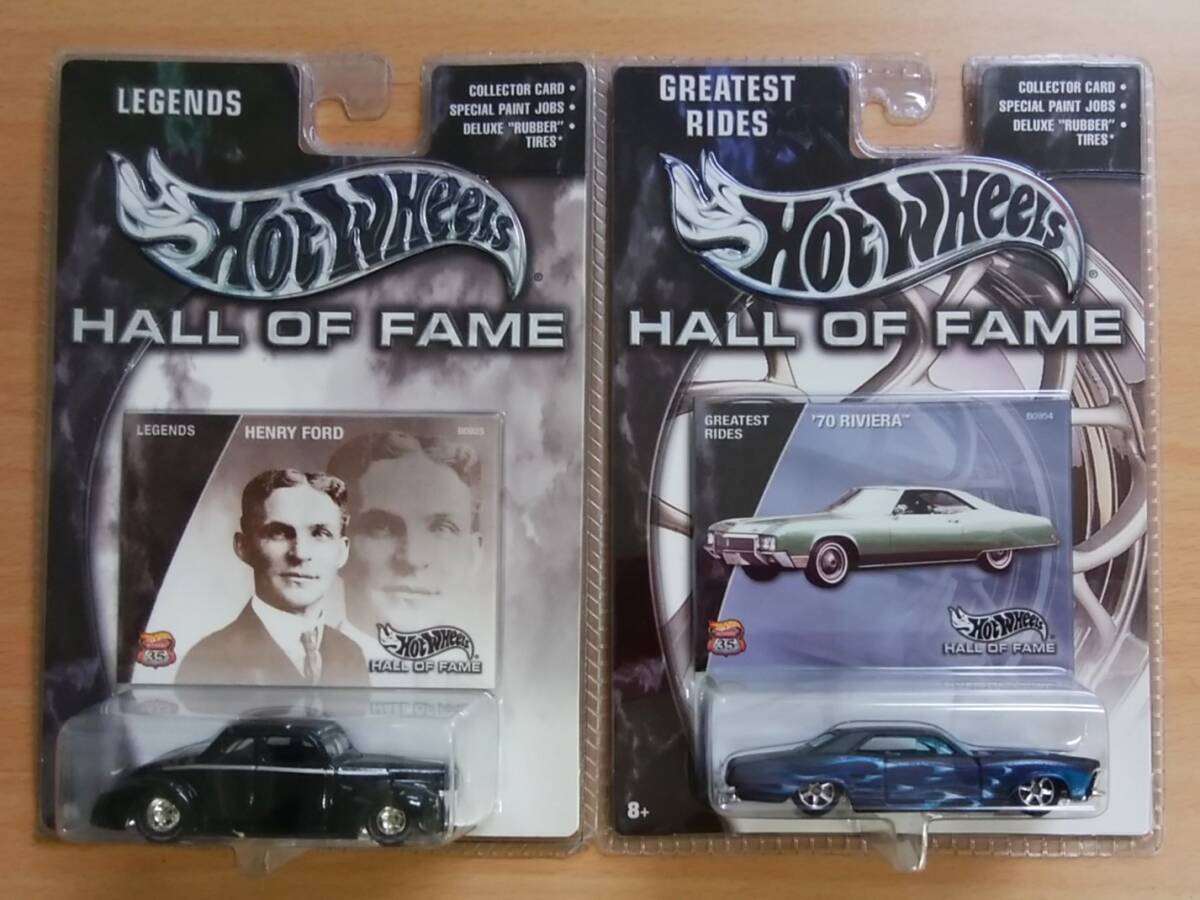 LEGENDS
COLLECTOR CARD •
SPECIAL PAINT JOBS •
DELUXE "RUBBER" •
TIRES*
HOT WHEELS
®
HALL OF FAME
LEGENDS
HENRY FORD
35
HOT WHEELS
HALL OF FAME
GREATEST
RIDES
COLLECTOR CARD •
SPECIAL PAINT JOBS •
DELUXE "RUBBER" •
TIRES*
HOT WHEELS
®
HALL OF FAME
GREATEST
RIDES
'70 RIVIERA™
B0954
35
HOT WHEELS
HALL OF FAME
8+